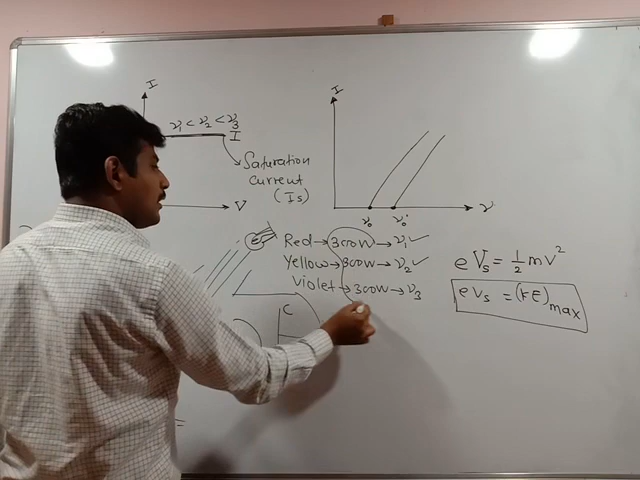 I
ν₁ < ν₂ < ν₃
I
Saturation
current
(Is)
V
I
ν₀ ν₀'
ν
Red → 300W → ν₁ ✓
Yellow → 300W → ν₂ ✓
Violet → 300W → ν₃
C
e Vs = 1/2 mv²
e Vs = (KE)max